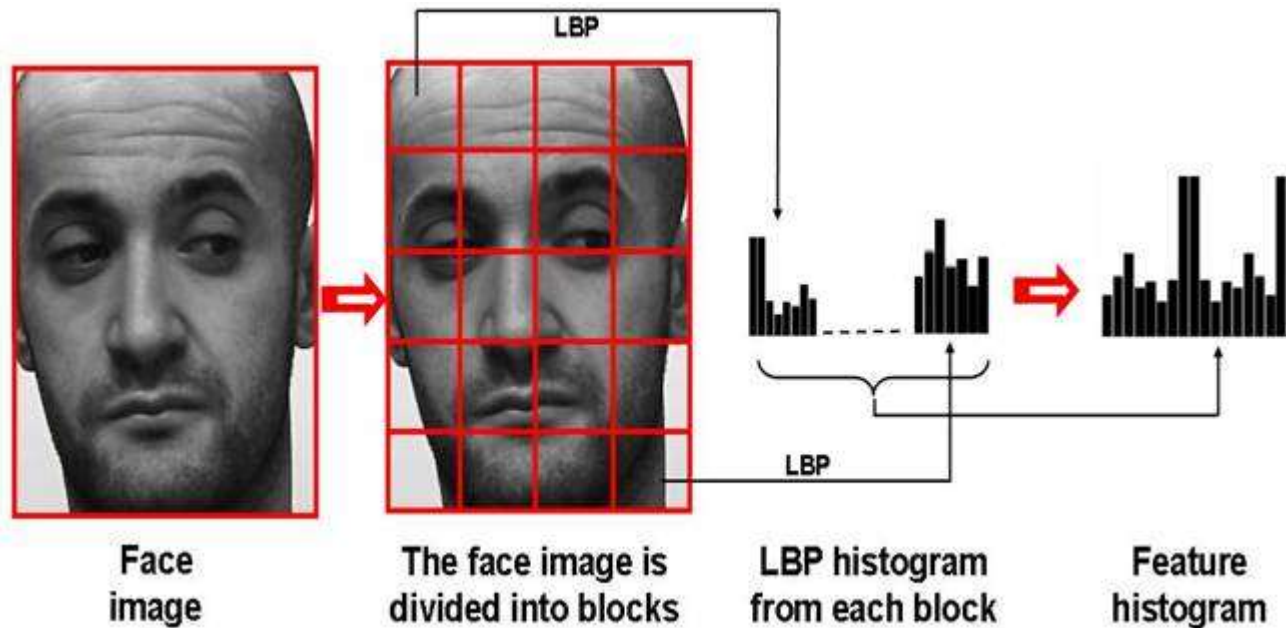 LBP
LBP
Face
image
The face image is
divided into blocks
LBP histogram
from each block
Feature
histogram